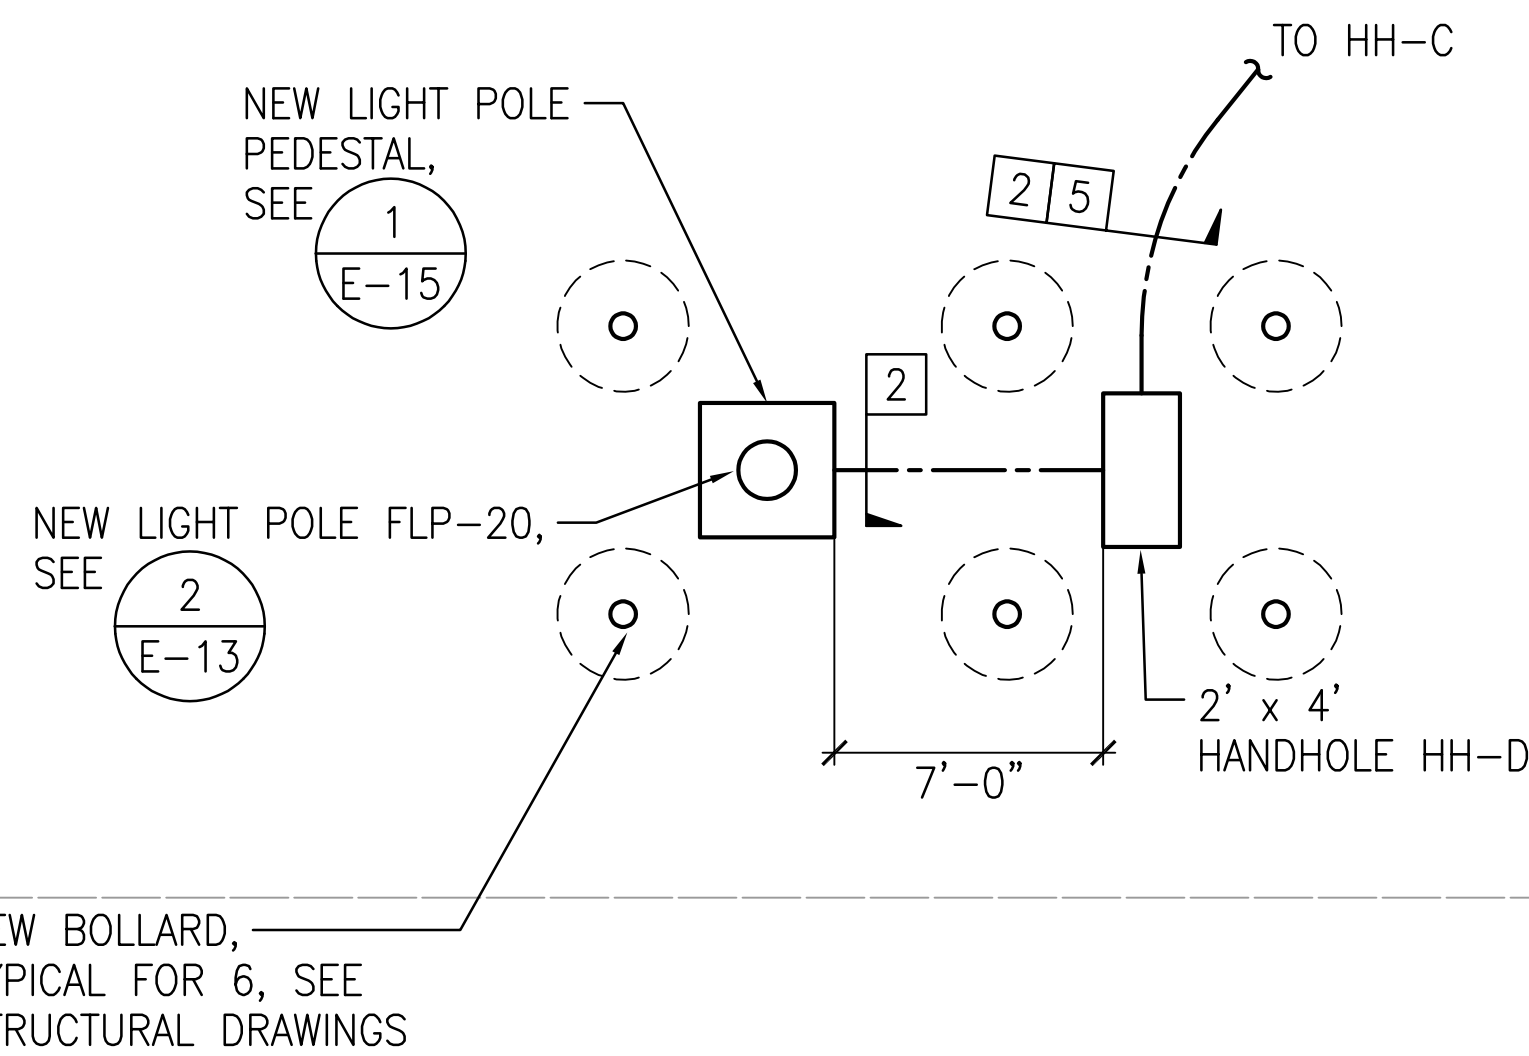 TO HH-C
NEW LIGHT POLE
PEDESTAL,
SEE
1
E-15
2 5
2
NEW LIGHT POLE FLP-20,
SEE
2
E-13
2' x 4'
HANDHOLE HH-D
7'-0"
BOLLARD,
FOR 6, SEE
DRAWINGS